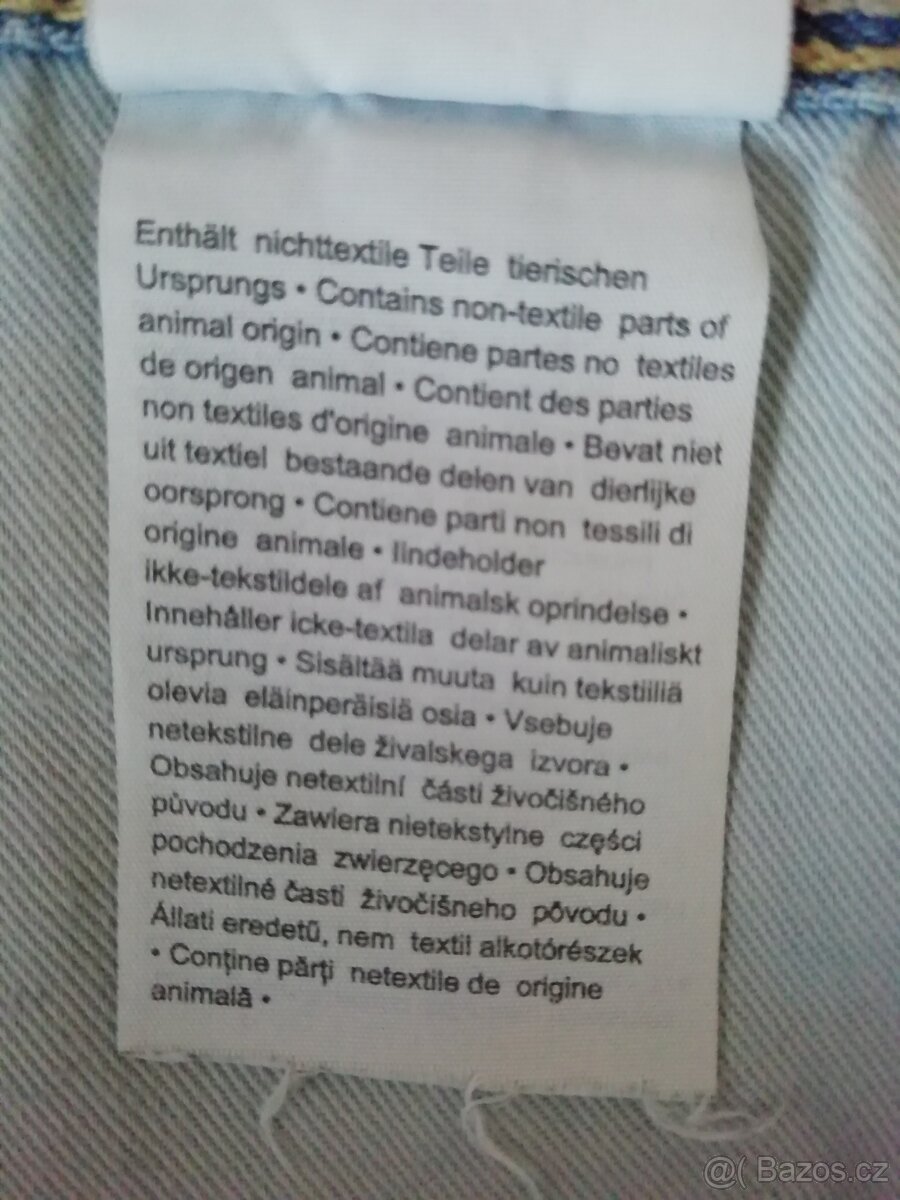 Enthält nichttextile Teile tierischen
Ursprungs • Contains non-textile parts of
animal origin • Contiene partes no textiles
de origen animal • Contient des parties
non textiles d'origine animale • Bevat niet
uit textiel bestaande delen van dierlijke
oorsprong • Contiene parti non tessili di
origine animale • Iindeholder
ikke-tekstildele af animalsk oprindelse •
Innehåller icke-textila delar av animaliskt
ursprung • Sisältää muuta kuin tekstiiliä
olevia eläinperäisiä osia • Vsebuje
netekstilne dele živalskega izvora •
Obsahuje netextilní části živočišného
původu • Zawiera nietekstylne części
pochodzenia zwierzęcego • Obsahuje
netextilné časti živočíšneho pôvodu •
Állati eredetű, nem textil alkotórészek
• Conţine părţi netextile de origine
animală •
@( Bazos.cz